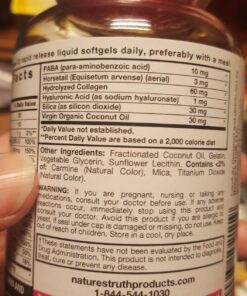 rapid release liquid softgels daily, preferably with a meal.
cts
Daily Value
PABA (para-aminobenzoic acid) 10 mg *
Horsetail (Equisetum arvense) (aerial) 3 mg *
Hydrolyzed Collagen 60 mg *
Hyaluronic Acid (as sodium hyaluronate) 1 mg *
Silica (as silicon dioxide) 30 mg *
Virgin Organic Coconut Oil 30 mg *
*Daily Value not established.
**Percent Daily Value are based on a 2,000 calorie diet
Other Ingredients: Fractionated Coconut Oil, Gelatin,
Vegetable Glycerin, Sunflower Lecithin. Contains <2%
of: Carmine (Natural Color), Mica, Titanium Dioxide
(Natural Color).
WARNING: If you are pregnant, nursing or taking any
medications, consult your doctor before use. If any adverse
reactions occur, immediately stop using this product and
consult your doctor. Avoid this product if you are allergic to
yeast. If seal under cap is damaged or missing, do not use. Keep
out of reach of children. Store in a cool, dry place.
†These statements have not been evaluated by the Food and
Drug Administration. This Product is not intended to diagnose,
treat, cure or prevent any disease.
naturestruthproducts.com
1-844-544-1030